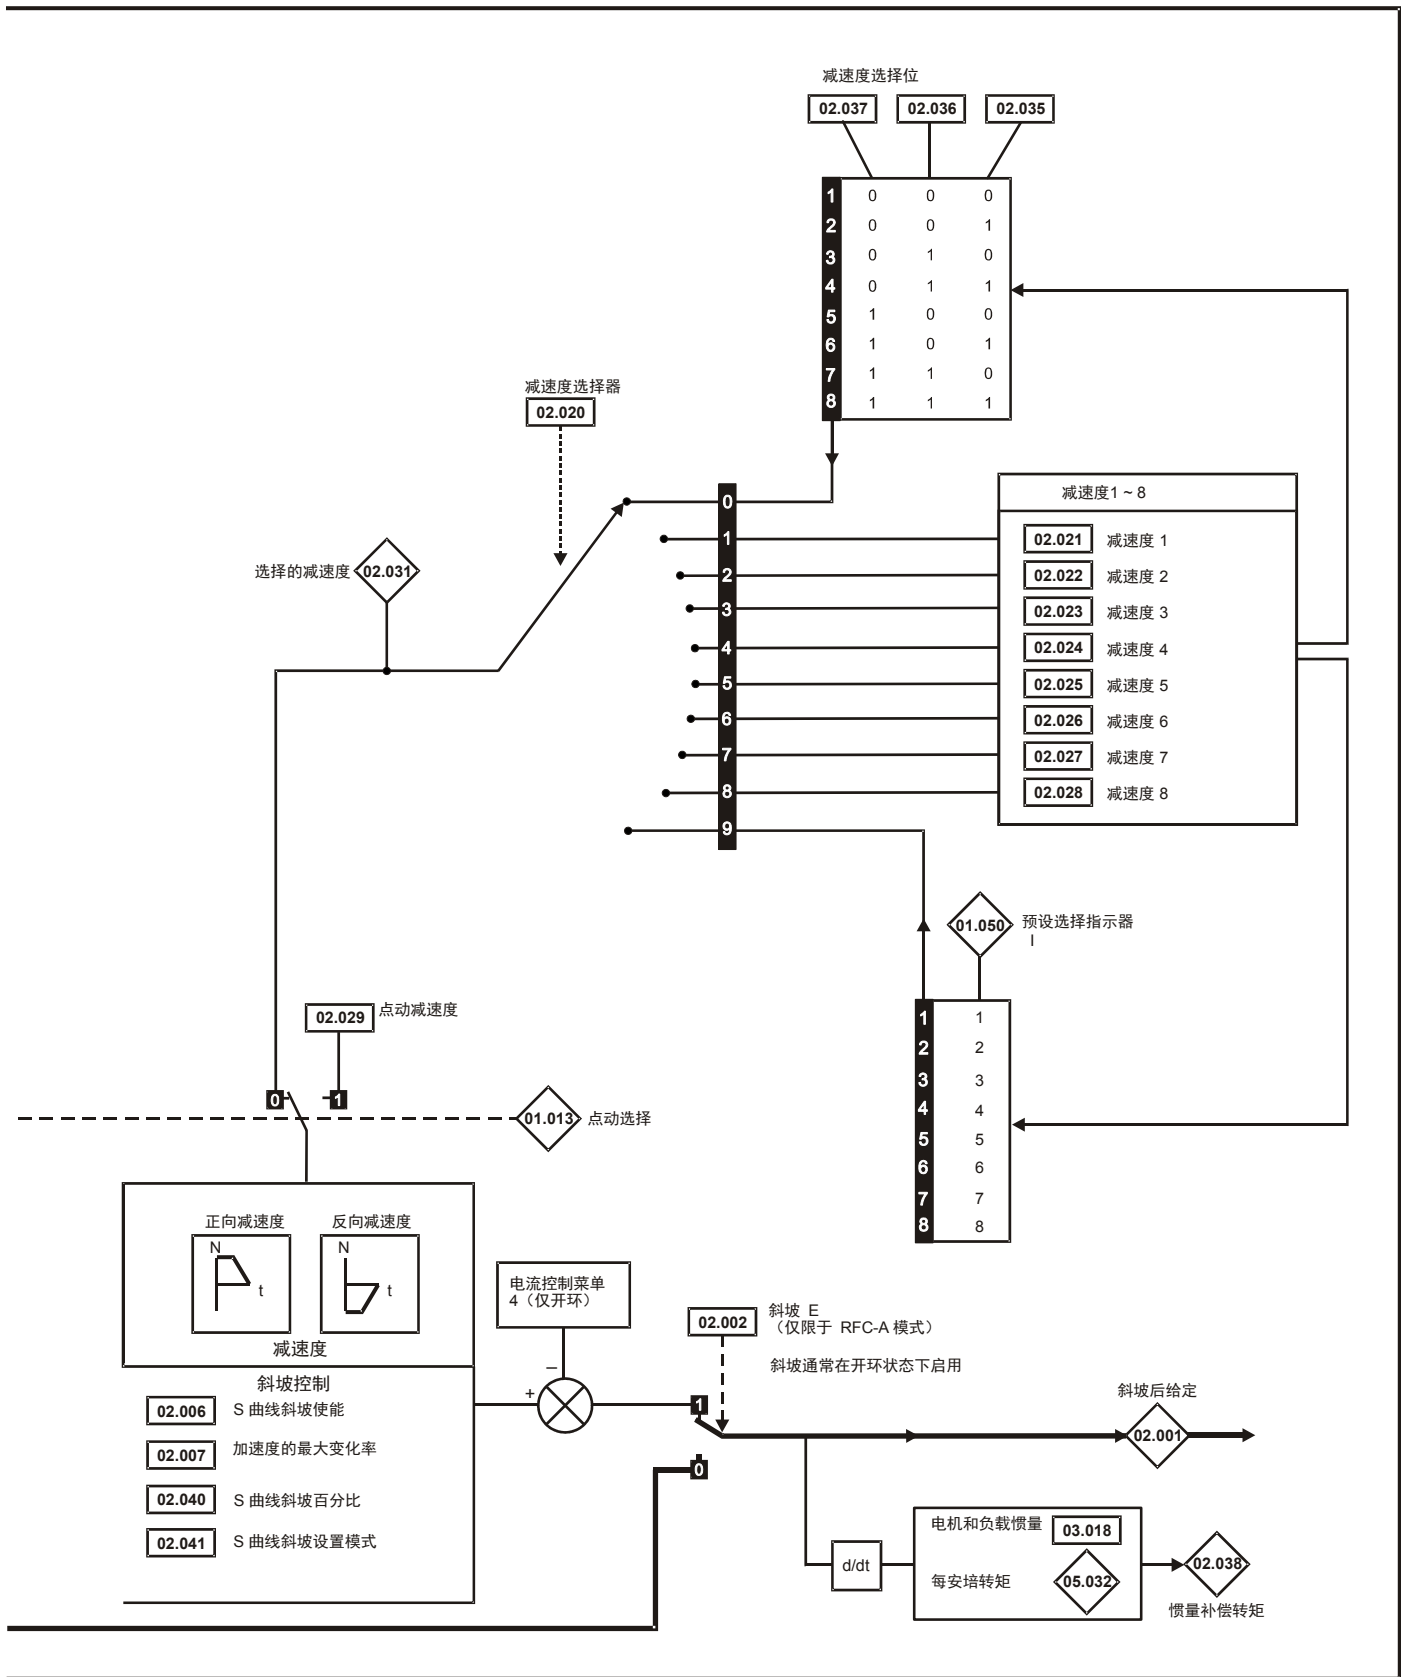 减速度选择位
02.037 02.036 02.035
1 0 0 0
2 0 0 1
3 0 1 0
4 0 1 1
5 1 0 0
6 1 0 1
7 1 1 0
8 1 1 1
减速度选择器
02.020
选择的减速度 02.031
0
1
2
3
4
5
6
7
8
9
减速度1 ~ 8
02.021 减速度 1
02.022 减速度 2
02.023 减速度 3
02.024 减速度 4
02.025 减速度 5
02.026 减速度 6
02.027 减速度 7
02.028 减速度 8
01.050 预设选择指示器
I
1 1
2 2
3 3
4 4
5 5
6 6
7 7
8 8
02.029 点动减速度
0 1
01.013 点动选择
正向减速度 反向减速度
N t N t
减速度
斜坡控制
02.006 S 曲线斜坡使能
02.007 加速度的最大变化率
02.040 S 曲线斜坡百分比
02.041 S 曲线斜坡设置模式
电流控制菜单
4（仅开环）
–
+
02.002 斜坡 E
（仅限于 RFC-A 模式）
斜坡通常在开环状态下启用
1
0
斜坡后给定
02.001
d/dt
电机和负载惯量 03.018
每安培转矩 05.032
02.038
惯量补偿转矩